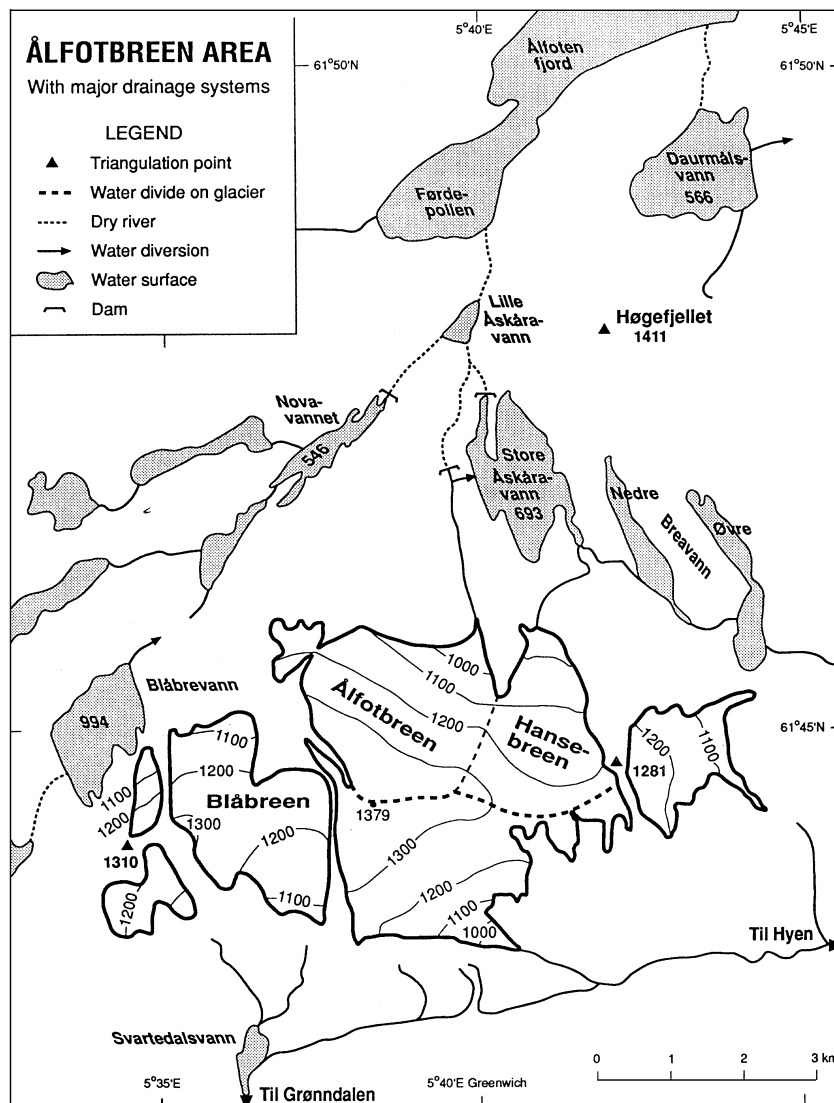 ÅLFOTBREEN AREA
With major drainage systems
LEGEND
Triangulation point
Water divide on glacier
Dry river
Water diversion
Water surface
Dam
5°40'E
5°45'E
61°50'N
61°50'N
Ålfoten
fjord
Førde-
pollen
Daurmåls-
vann
566
Lille
Åskåra-
vann
Høgefjellet
1411
Nova-
vannet
546
Store
Åskåra-
vann
693
Nedre
Breavann
Øvre
Blåbrevann
994
1000
1100
1200
Ålfotbreen
Hanse-
breen
61°45'N
1100
1200
Blåbreen
1300
1200
1100
1100
1200
1310
1200
1379
1300
1200
1100
1000
1281
1200
1100
Til Hyen
Svartedalsvann
Til Grønndalen
5°35'E
5°40'E Greenwich
0 1 2 3 km